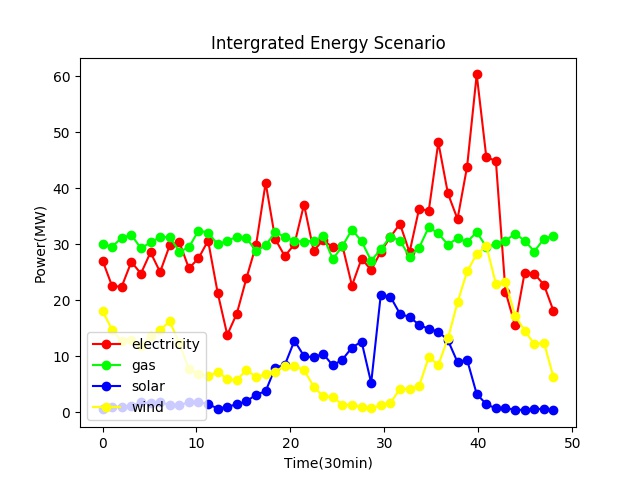 Intergrated Energy Scenario
Power(MW)
60
50
40
30
20
10
0
electricity
gas
solar
wind
0 10 20 30 40 50
Time(30min)